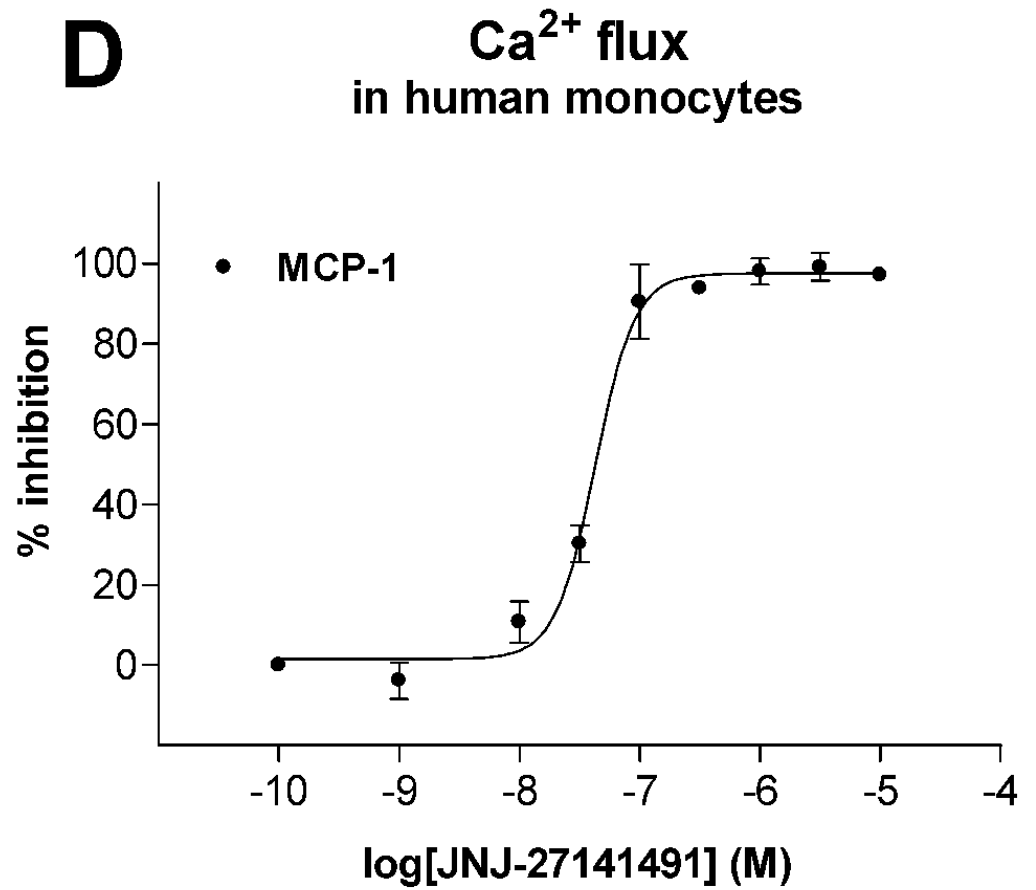 D
Ca²⁺ flux
in human monocytes
MCP-1
% inhibition
100
80
60
40
20
0
-10 -9 -8 -7 -6 -5 -4
log[JNJ-27141491] (M)